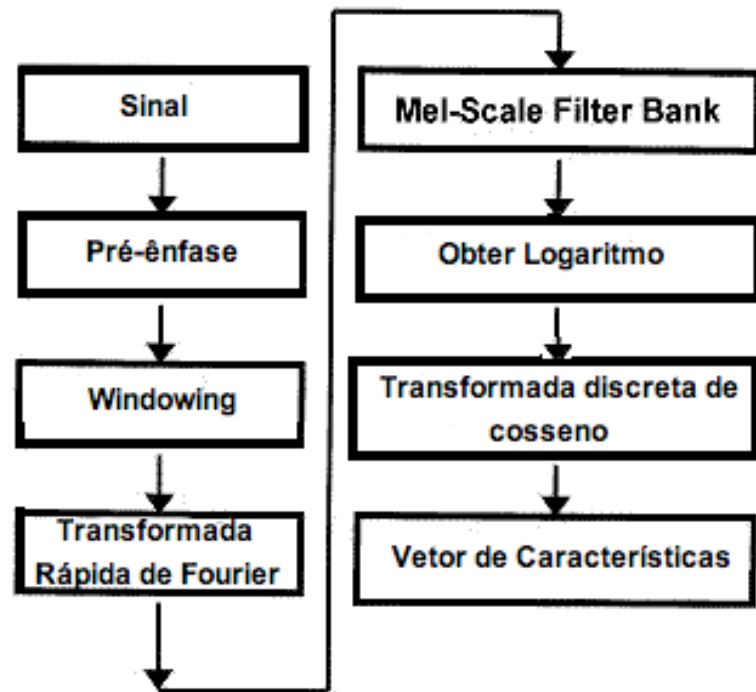 Sinal
Pré-ênfase
Windowing
Transformada
Rápida de Fourier
Mel-Scale Filter Bank
Obter Logaritmo
Transformada discreta de
cosseno
Vetor de Característíscas